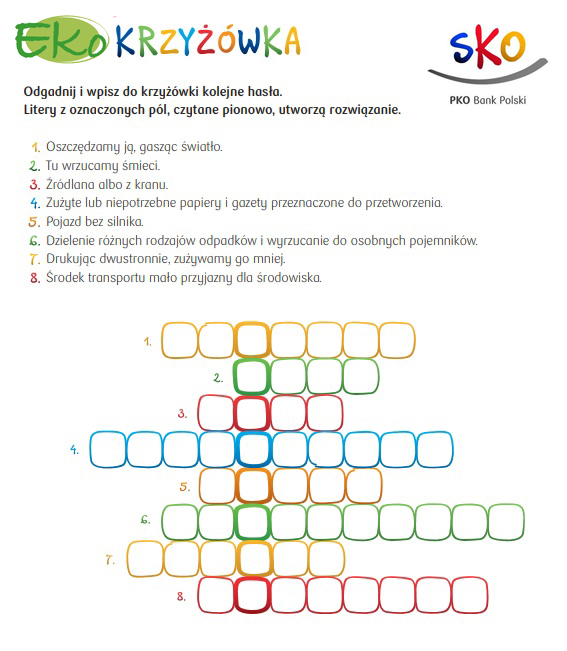 EKO KRZYŻÓWKA
SKO
PKO Bank Polski
Odgadnij i wpisz do krzyżówki kolejne hasła.
Litery z oznaczonych pól, czytane pionowo, utworzą rozwiązanie.
1. Oszczędzamy ją, gasząc światło.
2. Tu wrzucamy śmieci.
3. Źródlana albo z kranu.
4. Zużyte lub niepotrzebne papiery i gazety przeznaczone do przetworzenia.
5. Pojazd bez silnika.
6. Dzielenie różnych rodzajów odpadków i wyrzucanie do osobnych pojemników.
7. Drukując dwustronnie, zużywamy go mniej.
8. Środek transportu mało przyjazny dla środowiska.
1.
2.
3.
4.
5.
6.
7.
8.